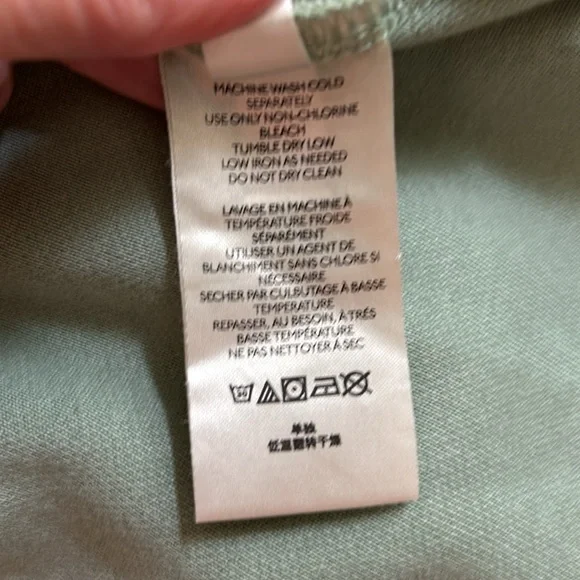 MACHINE WASH COLD
SEPARATELY
USE ONLY NON-CHLORINE
BLEACH
TUMBLE DRY LOW
LOW IRON AS NEEDED
DO NOT DRY CLEAN
LAVAGE EN MACHINE À
TEMPÉRATURE FROIDE
SÉPARÉMENT
UTILISER UN AGENT DE
BLANCHIMENT SANS CHLORE SI
NÉCESSAIRE
SECHER PAR CULBUTAGE À BASSE
TEMPERATURE
REPASSER, AU BESOIN, À TRÉS
BASSE TEMPÉRATURE
NE PAS NETTOYER À SEC
30
单独
低温翻转干燥